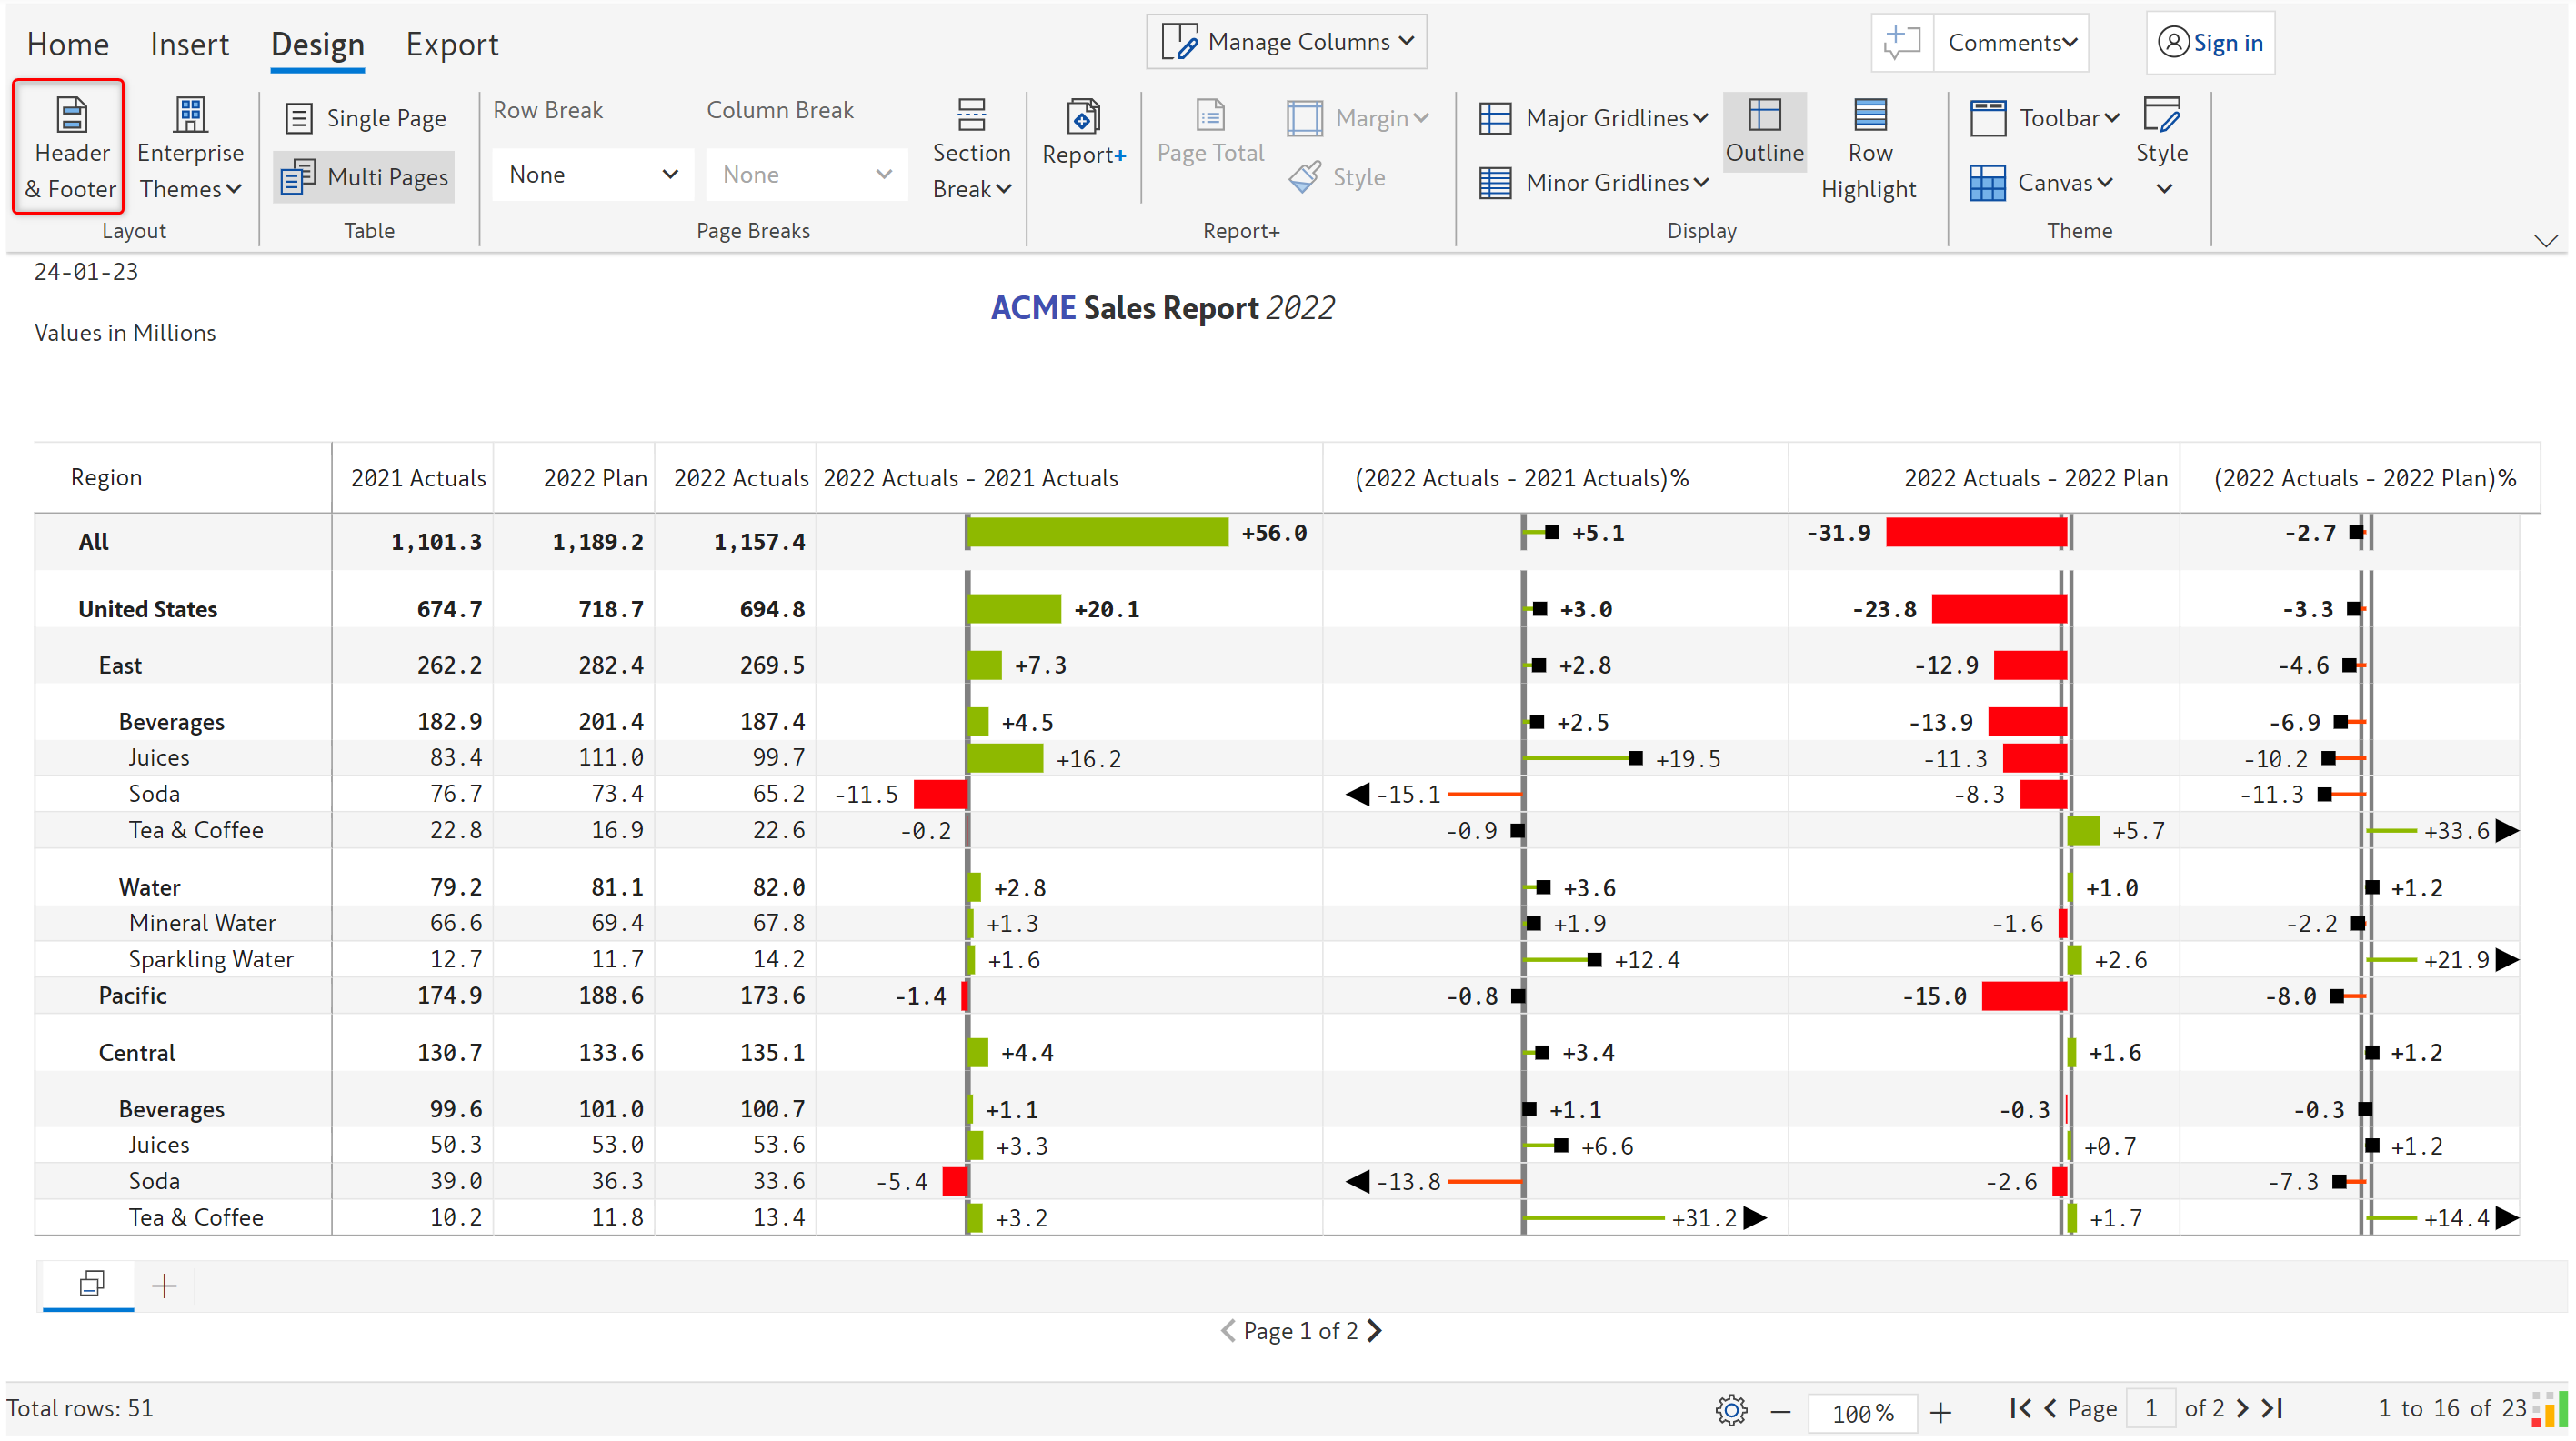 Home Insert Design Export Manage Columns Comments Sign in
Header & Footer
Enterprise Themes
Single Page
Multi Pages
Row Break
None
Column Break
None
Section Break
Report+
Page Total
Margin
Style
Major Gridlines
Minor Gridlines
Outline
Row Highlight
Toolbar
Canvas
Style
Layout Table Page Breaks Report+ Display Theme
24-01-23
ACME Sales Report 2022
Values in Millions
Region 2021 Actuals 2022 Plan 2022 Actuals 2022 Actuals - 2021 Actuals (2022 Actuals - 2021 Actuals)% 2022 Actuals - 2022 Plan (2022 Actuals - 2022 Plan)%
All 1,101.3 1,189.2 1,157.4 +56.0 +5.1 -31.9 -2.7
United States 674.7 718.7 694.8 +20.1 +3.0 -23.8 -3.3
East 262.2 282.4 269.5 +7.3 +2.8 -12.9 -4.6
Beverages 182.9 201.4 187.4 +4.5 +2.5 -13.9 -6.9
Juices 83.4 111.0 99.7 +16.2 +19.5 -11.3 -10.2
Soda 76.7 73.4 65.2 -11.5 -15.1 -8.3 -11.3
Tea & Coffee 22.8 16.9 22.6 -0.2 -0.9 +5.7 +33.6
Water 79.2 81.1 82.0 +2.8 +3.6 +1.0 +1.2
Mineral Water 66.6 69.4 67.8 +1.3 +1.9 -1.6 -2.2
Sparkling Water 12.7 11.7 14.2 +1.6 +12.4 +2.6 +21.9
Pacific 174.9 188.6 173.6 -1.4 -0.8 -15.0 -8.0
Central 130.7 133.6 135.1 +4.4 +3.4 +1.6 +1.2
Beverages 99.6 101.0 100.7 +1.1 +1.1 -0.3 -0.3
Juices 50.3 53.0 53.6 +3.3 +6.6 +0.7 +1.2
Soda 39.0 36.3 33.6 -5.4 -13.8 -2.6 -7.3
Tea & Coffee 10.2 11.8 13.4 +3.2 +31.2 +1.7 +14.4
Page 1 of 2
Total rows: 51 100% Page 1 of 2 1 to 16 of 23